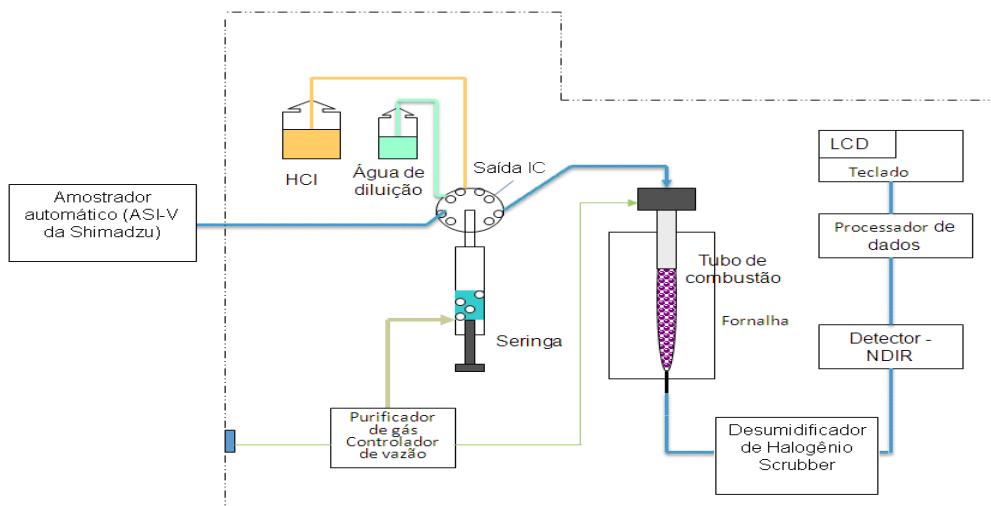 HCl
Água de
diluição
Saída IC
LCD
Teclado
Amostrador
automático (ASI-V
da Shimadzu)
Processador de
dados
Tubo de
combustão
Fornalha
Seringa
Detector -
NDIR
Purificador
de gás
Controlador
de vazão
Desumidificador
de Halogênio
Scrubber